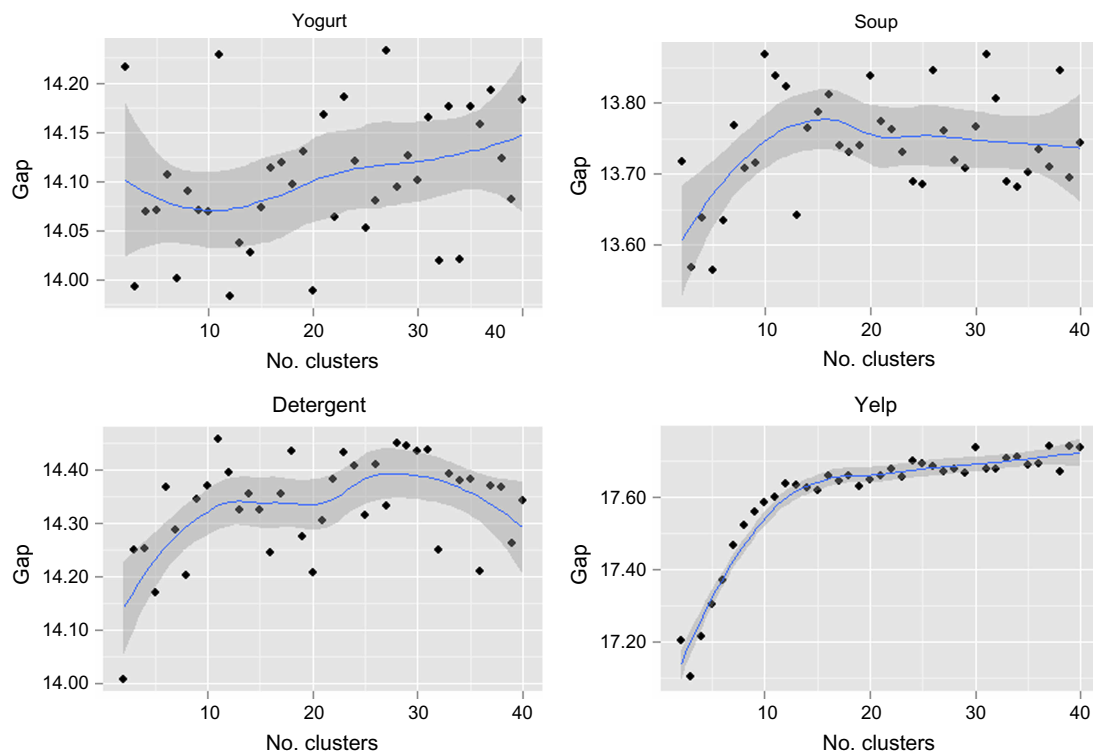 Yogurt
Gap
14.20
14.15
14.10
14.05
14.00
10 20 30 40
No. clusters
Soup
Gap
13.80
13.70
13.60
10 20 30 40
No. clusters
Detergent
Gap
14.40
14.30
14.20
14.10
14.00
10 20 30 40
No. clusters
Yelp
Gap
17.60
17.40
17.20
10 20 30 40
No. clusters